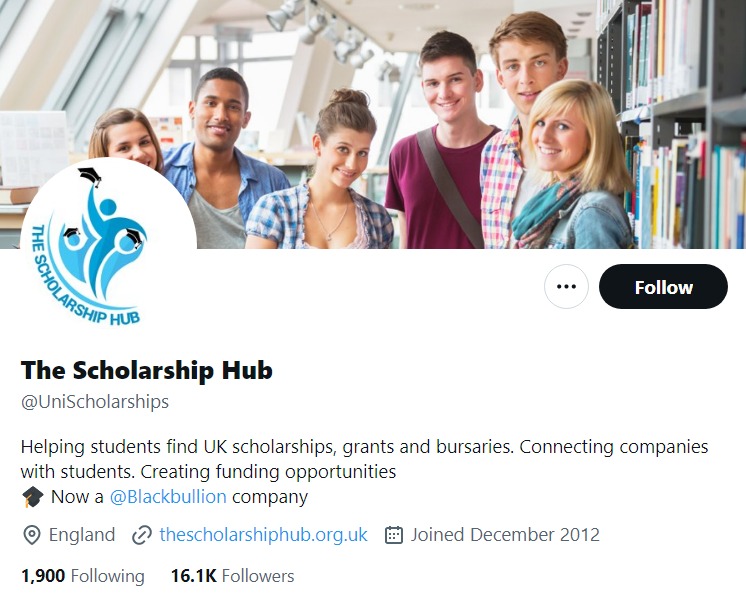 THE SCHOLARSHIP HUB
Follow
The Scholarship Hub
@UniScholarships
Helping students find UK scholarships, grants and bursaries. Connecting companies
with students. Creating funding opportunities
🎓 Now a @Blackbullion company
England thescholarshiphub.org.uk Joined December 2012
1,900 Following 16.1K Followers